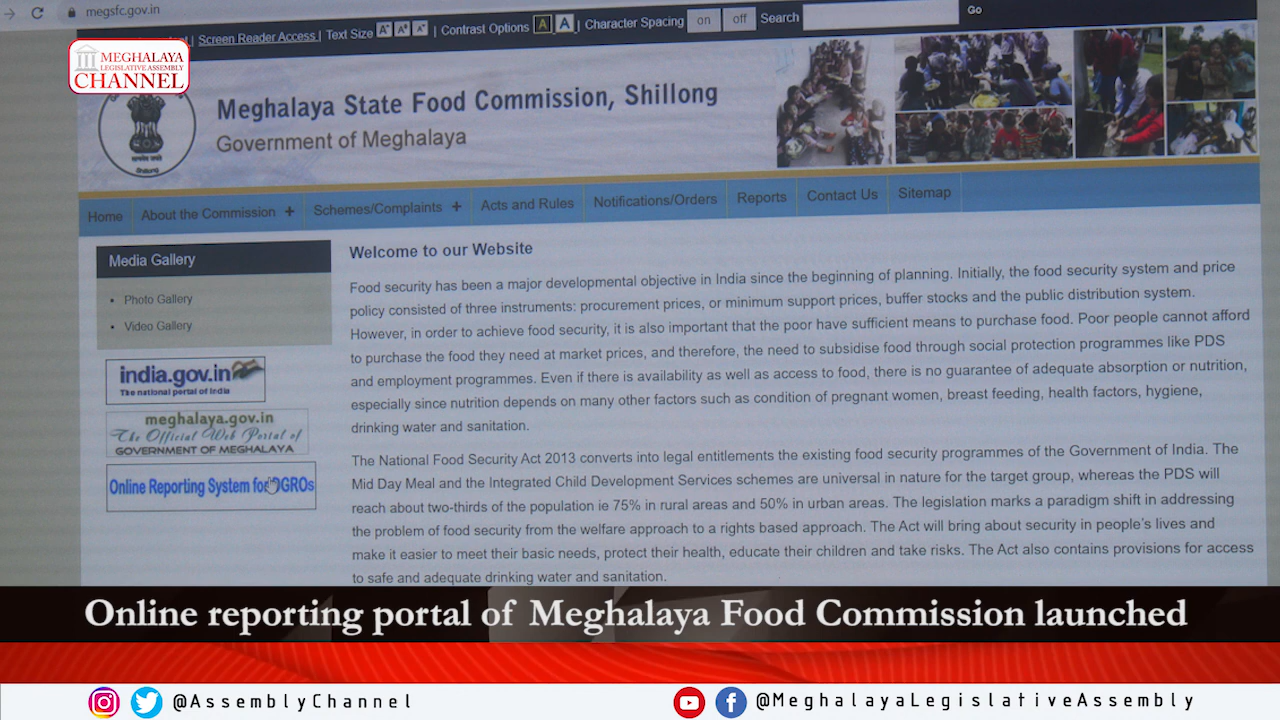 megsfc.gov.in
Screen Reader Access | Text Size A+ A A- | Contrast Options A A | Character Spacing on off Search Go
MEGHALAYA
LEGISLATIVE ASSEMBLY
CHANNEL
Meghalaya State Food Commission, Shillong
Government of Meghalaya
Home About the Commission + Schemes/Complaints + Acts and Rules Notifications/Orders Reports Contact Us Sitemap
Media Gallery
• Photo Gallery
• Video Gallery
india.gov.in
The national portal of India
meghalaya.gov.in
The Official Web Portal of
GOVERNMENT OF MEGHALAYA
Online Reporting System for DGROs
Welcome to our Website
Food security has been a major developmental objective in India since the beginning of planning. Initially, the food security system and price
policy consisted of three instruments: procurement prices, or minimum support prices, buffer stocks and the public distribution system.
However, in order to achieve food security, it is also important that the poor have sufficient means to purchase food. Poor people cannot afford
to purchase the food they need at market prices, and therefore, the need to subsidise food through social protection programmes like PDS
and employment programmes. Even if there is availability as well as access to food, there is no guarantee of adequate absorption or nutrition,
especially since nutrition depends on many other factors such as condition of pregnant women, breast feeding, health factors, hygiene,
drinking water and sanitation.
The National Food Security Act 2013 converts into legal entitlements the existing food security programmes of the Government of India. The
Mid Day Meal and the Integrated Child Development Services schemes are universal in nature for the target group, whereas the PDS will
reach about two-thirds of the population ie 75% in rural areas and 50% in urban areas. The legislation marks a paradigm shift in addressing
the problem of food security from the welfare approach to a rights based approach. The Act will bring about security in people's lives and
make it easier to meet their basic needs, protect their health, educate their children and take risks. The Act also contains provisions for access
to safe and adequate drinking water and sanitation.
Online reporting portal of Meghalaya Food Commission launched
@AssemblyChannel @MeghalayaLegislativeAssembly